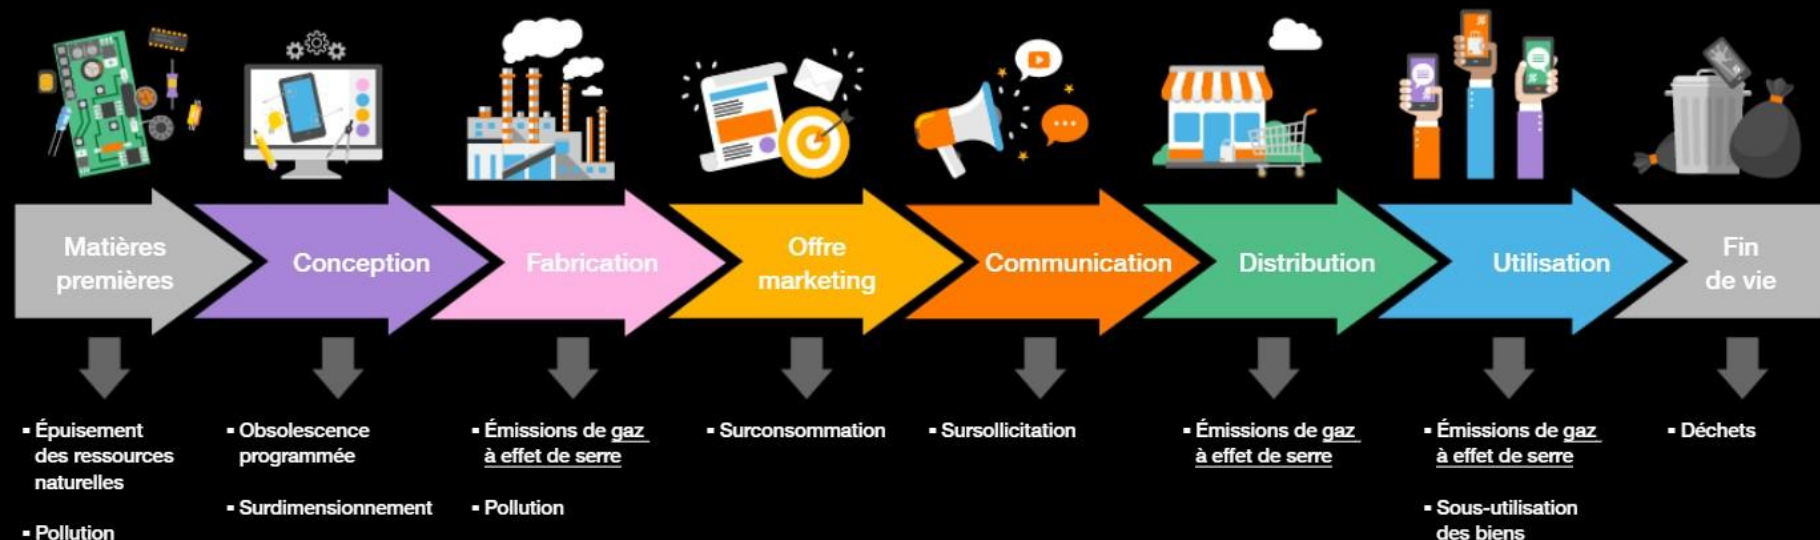 Matières
premières
Conception
Fabrication
Offre
marketing
Communication
Distribution
Utilisation
Fin
de vie
▪ Épuisement
des ressources
naturelles
▪ Pollution
▪ Obsolescence
programmée
▪ Surdimensionnement
▪ Émissions de gaz
à effet de serre
▪ Pollution
▪ Surconsommation
▪ Sursollicitation
▪ Émissions de gaz
à effet de serre
▪ Émissions de gaz
à effet de serre
▪ Sous-utilisation
des biens
▪ Déchets